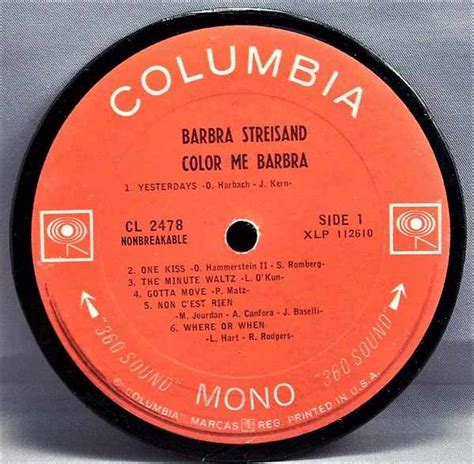 COLUMBIA
BARBRA STREISAND
COLOR ME BARBRA
1. YESTERDAYS -O. Harbach - J. Kern-
CL 2478
NONBREAKABLE
SIDE 1
XLP 112610
2. ONE KISS -O. Hammerstein II - S. Romberg-
3. THE MINUTE WALTZ -L. O'Kun-
4. GOTTA MOVE -P. Matz-
5. NON C'EST RIEN
-M. Jourdan - A. Canfora - J. Baselli-
6. WHERE OR WHEN
-L. Hart - R. Rodgers-
"360 SOUND"
MONO
"360 SOUND"
© "COLUMBIA" MARCAS REG. PRINTED IN U.S.A.